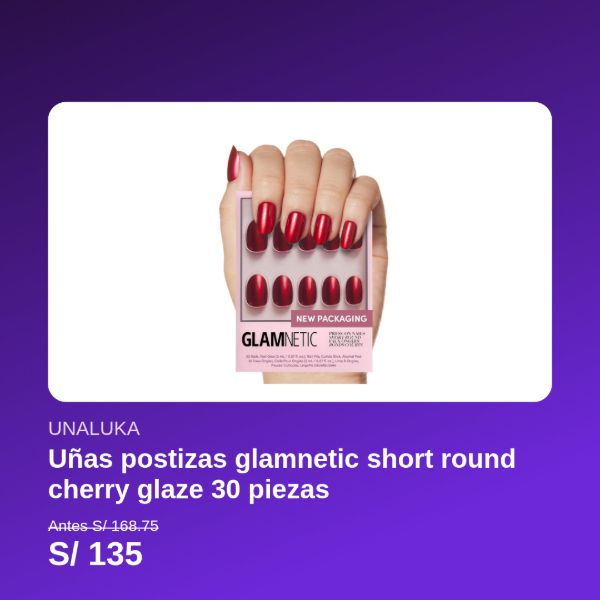 NEW PACKAGING
GLAMNETIC
UNALUKA
Uñas postizas glamnetic short round
cherry glaze 30 piezas
Antes S/ 168.75
S/ 135